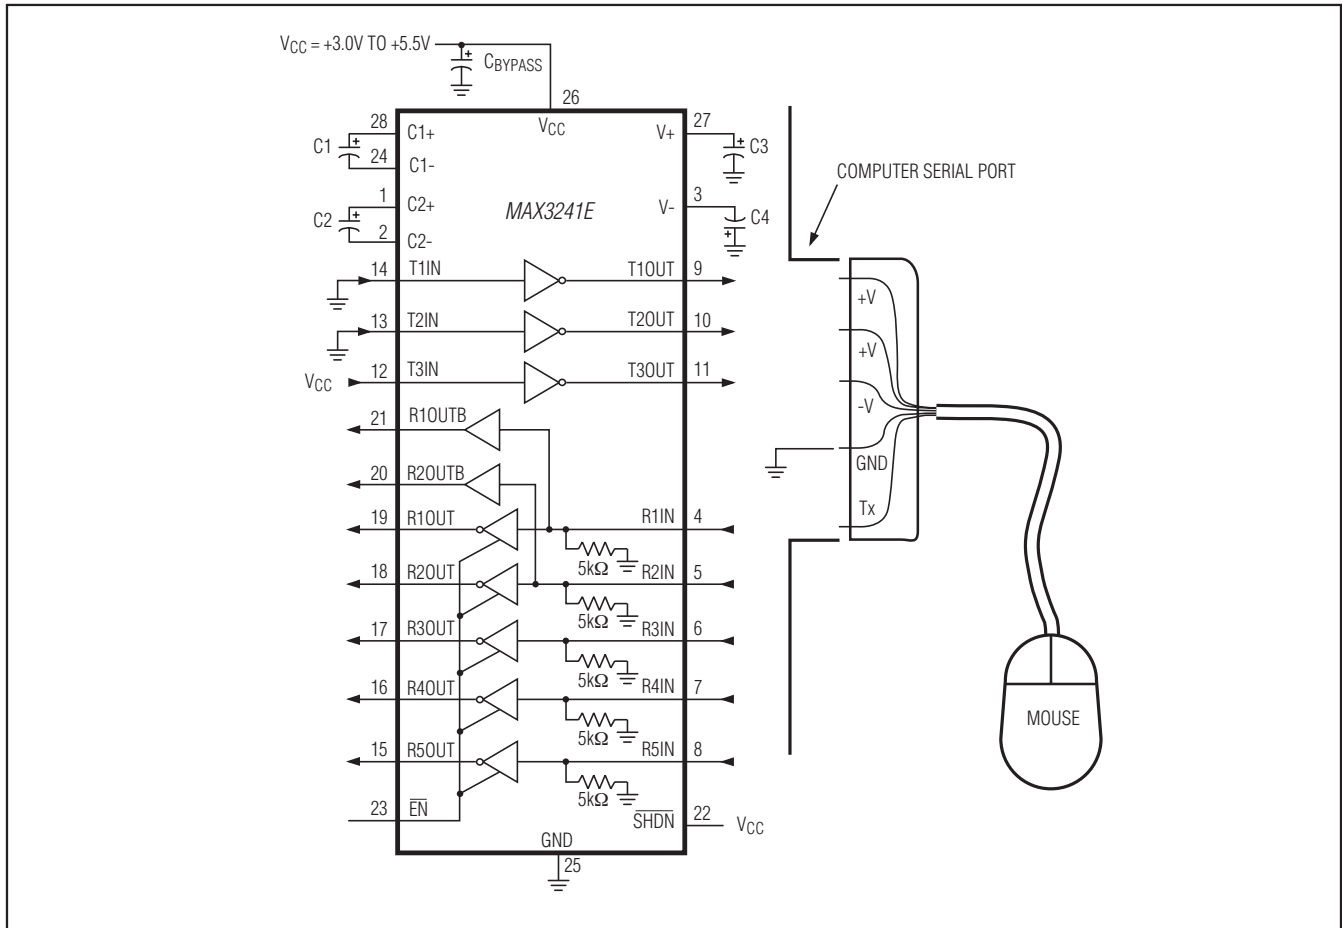 VCC = +3.0V TO +5.5V
CBYPASS
26
VCC
28 C1+
C1
24 C1-
1 C2+
C2
2 C2-
V+ 27
C3
V- 3
C4
MAX3241E
COMPUTER SERIAL PORT
14 T1IN T1OUT 9
13 T2IN T2OUT 10
VCC 12 T3IN T3OUT 11
21 R1OUTB
20 R2OUTB
19 R1OUT R1IN 4
5kΩ
18 R2OUT R2IN 5
5kΩ
17 R3OUT R3IN 6
5kΩ
16 R4OUT R4IN 7
5kΩ
15 R5OUT R5IN 8
5kΩ
23 E̅N̅
S̅H̅D̅N̅ 22 VCC
GND
25
+V
+V
-V
GND
Tx
MOUSE